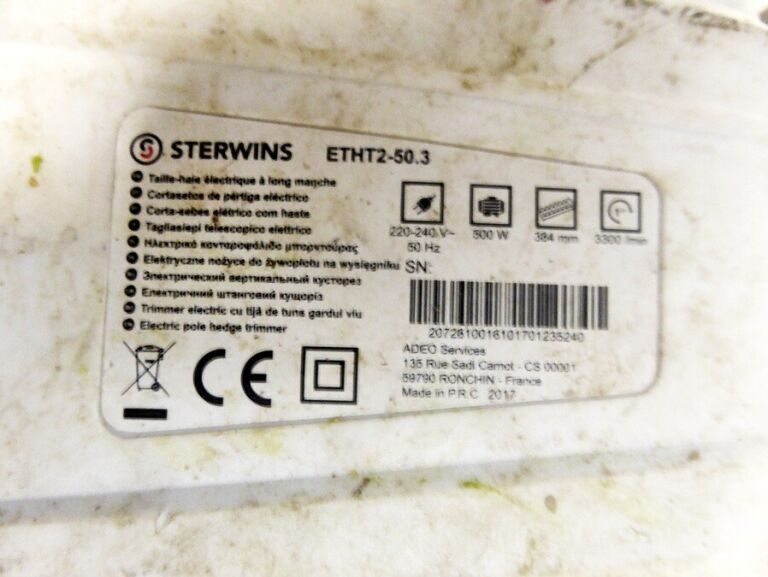 STERWINS ETHT2-50.3
Taille-haie électrique à long manche
Cortasetos de pértiga eléctrico
Corta-sebes elétrico com haste
Tagliasiepi telescopico elettrico
Ηλεκτρικό κονταροψάλιδο μπορντούρας
Elektryczne nożyce do żywopłotu na wysięgniku
Электрический вертикальный кусторез
Електричний штанговий кущоріз
Trimmer electric cu tijă de tuns gardul viu
Electric pole hedge trimmer
220-240 V~
50 Hz
500 W
384 mm
3300 /min
SN:
2072810016101701235240
ADEO Services
135 Rue Sadi Carnot - CS 00001
59790 RONCHIN - France
Made in P.R.C. 2017
CE